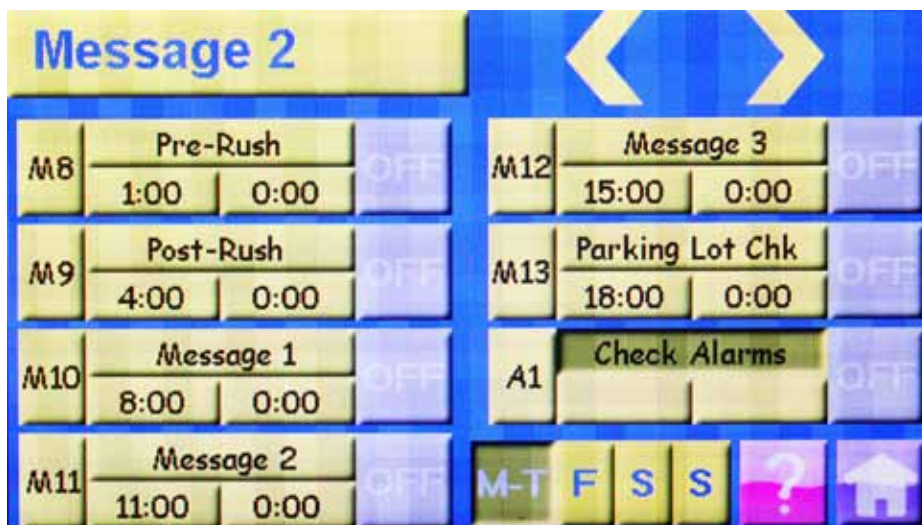 Message 2
M8
Pre-Rush
1:00
0:00
OFF
M9
Post-Rush
4:00
0:00
OFF
M10
Message 1
8:00
0:00
OFF
M11
Message 2
11:00
0:00
OFF
M12
Message 3
15:00
0:00
OFF
M13
Parking Lot Chk
18:00
0:00
OFF
A1
Check Alarms
OFF
M-T
F
S
S
?